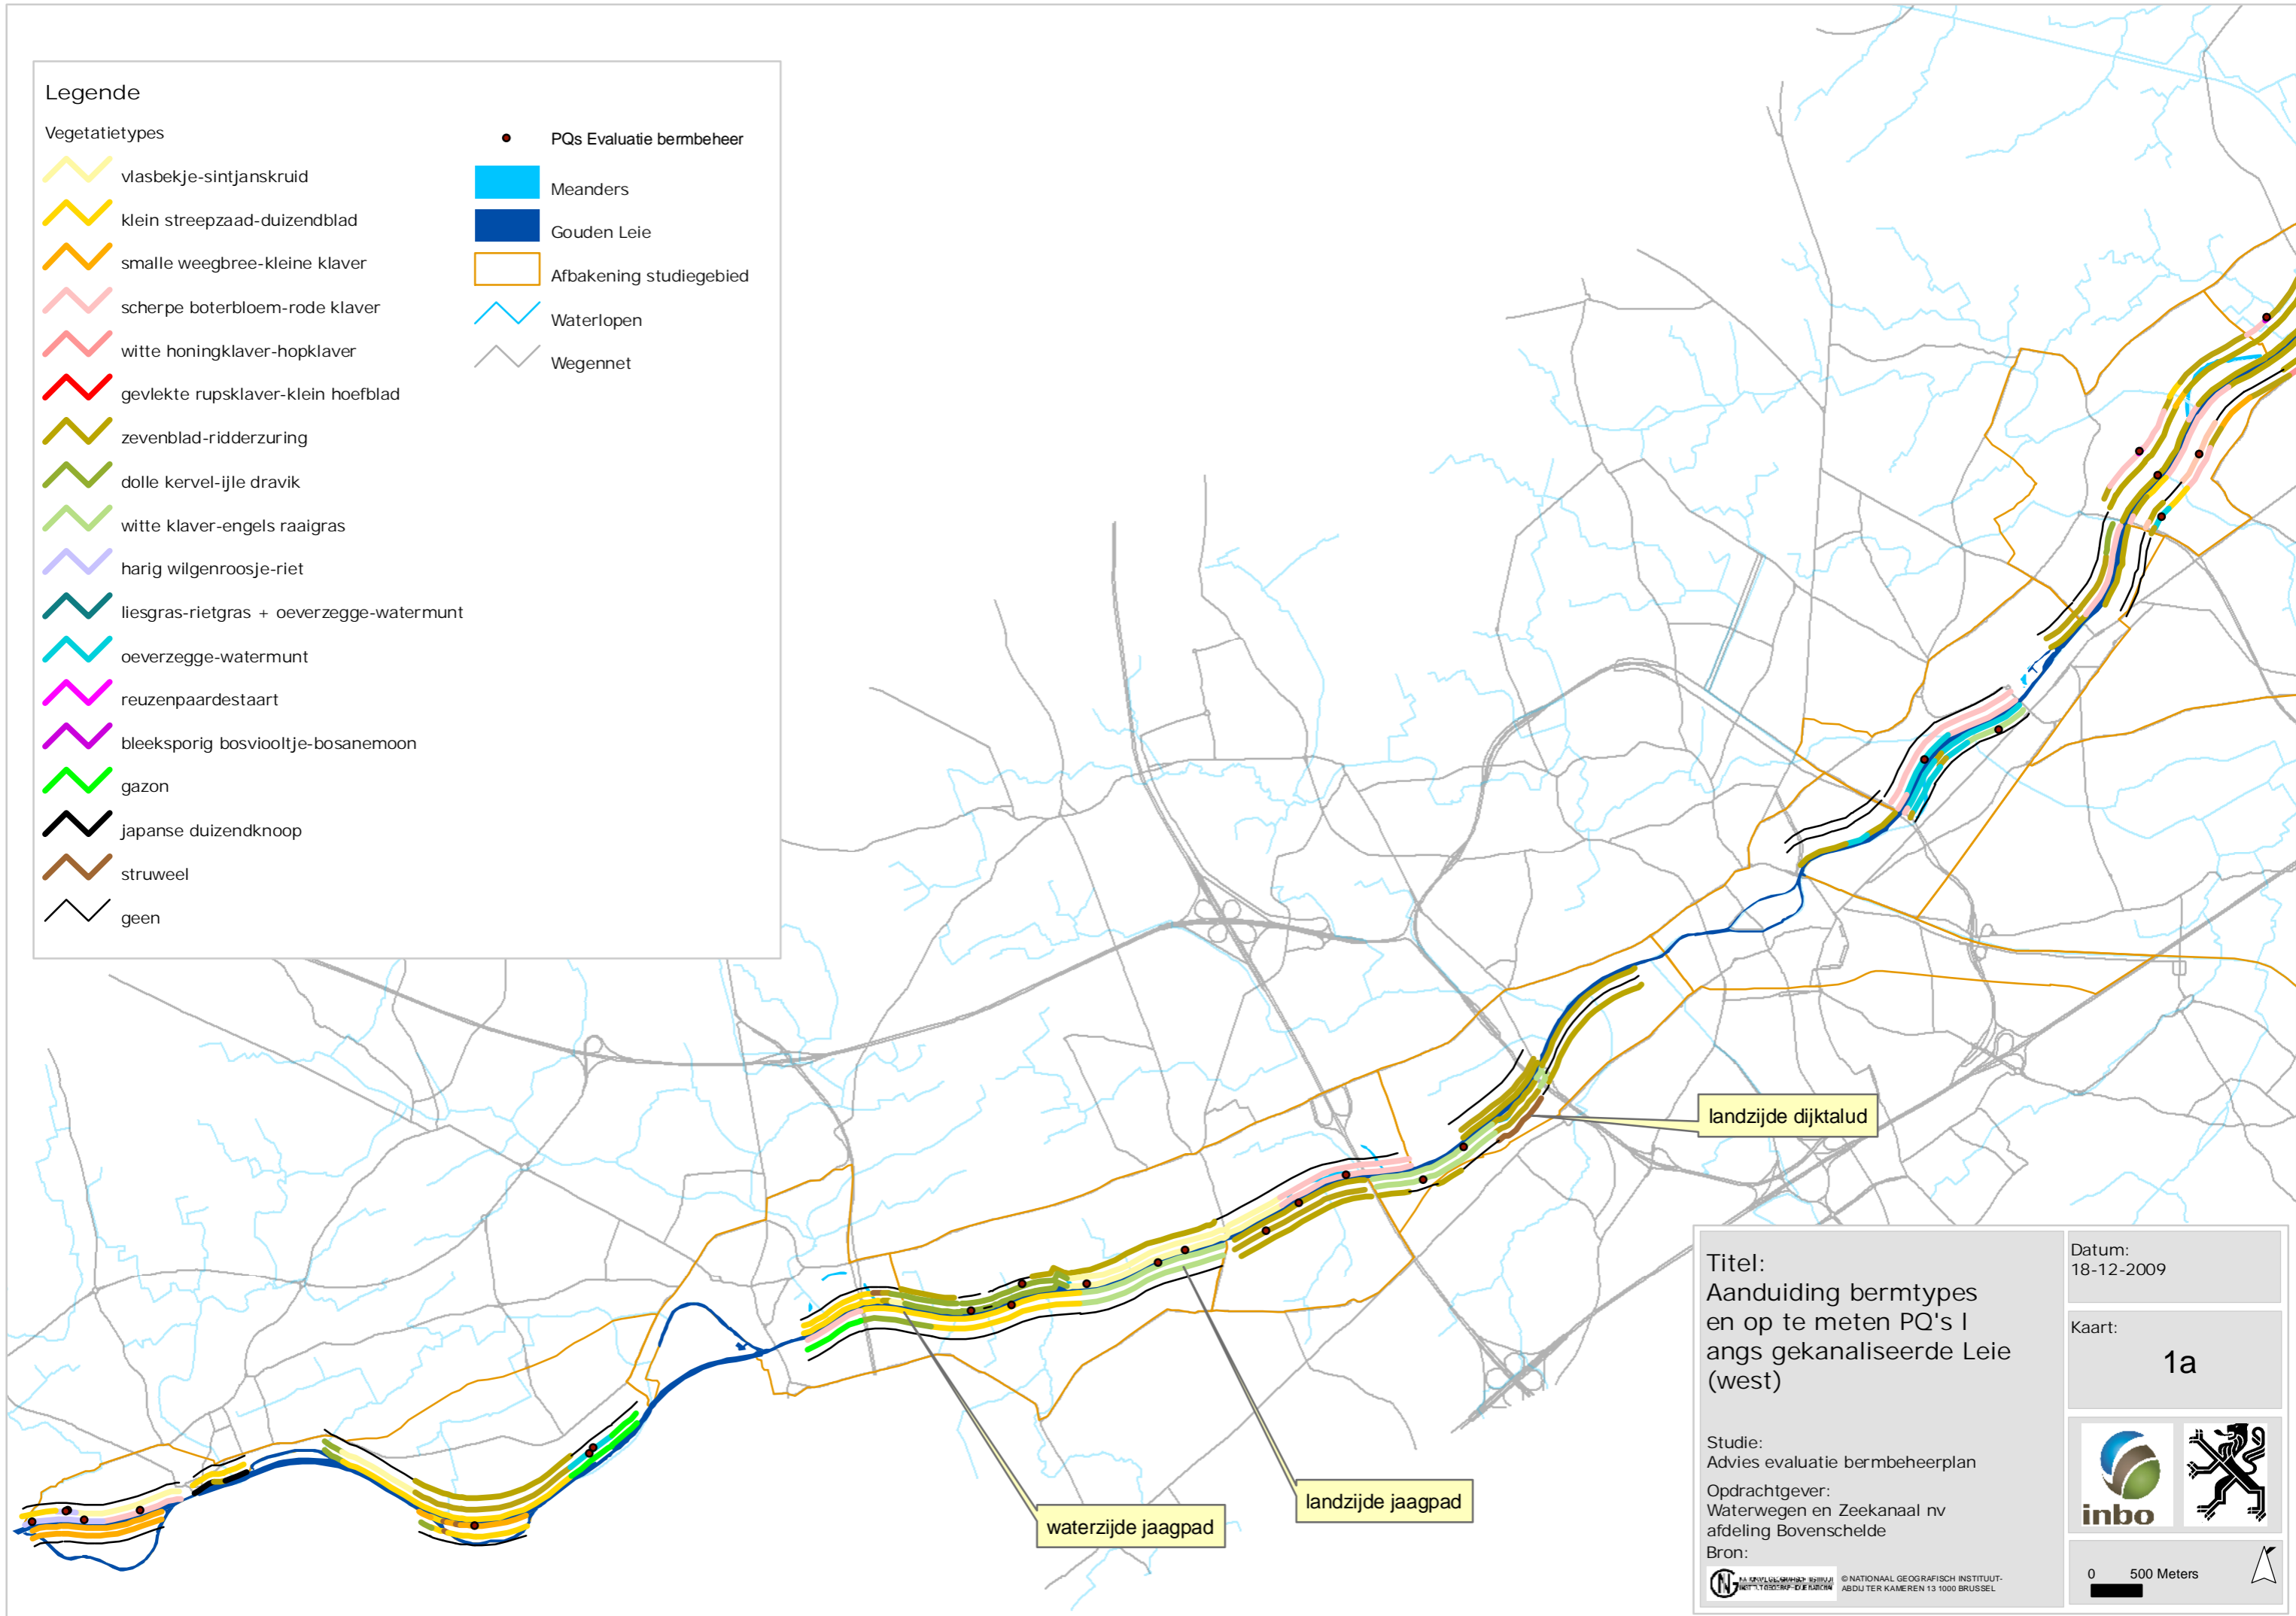 Legende
Vegetatietypes
vlasbekje-sintjanskruid
klein streepzaad-duizendblad
smalle weegbree-kleine klaver
scherpe boterbloem-rode klaver
witte honingklaver-hopklaver
gevlekte rupsklaver-klein hoefblad
zevenblad-ridderzuring
dolle kervel-ijle dravik
witte klaver-engels raaigras
harig wilgenroosje-riet
liesgras-rietgras + oeverzegge-watermunt
oeverzegge-watermunt
reuzenpaardestaart
bleeksporig bosviooltje-bosanemoon
gazon
japanse duizendknoop
struweel
geen
PQs Evaluatie bermbeheer
Meanders
Gouden Leie
Afbakening studiegebied
Waterlopen
Wegennet
landzijde dijktalud
landzijde jaagpad
waterzijde jaagpad
Titel:
Aanduiding bermtypes
en op te meten PQ's l
angs gekanaliseerde Leie
(west)
Studie:
Advies evaluatie bermbeheerplan
Opdrachtgever:
Waterwegen en Zeekanaal nv
afdeling Bovenschelde
Bron:
© NATIONAAL GEOGRAFISCH INSTITUUT-
ABDIJ TER KAMEREN 13 1000 BRUSSEL
Datum:
18-12-2009
Kaart:
1a
inbo
0 500 Meters